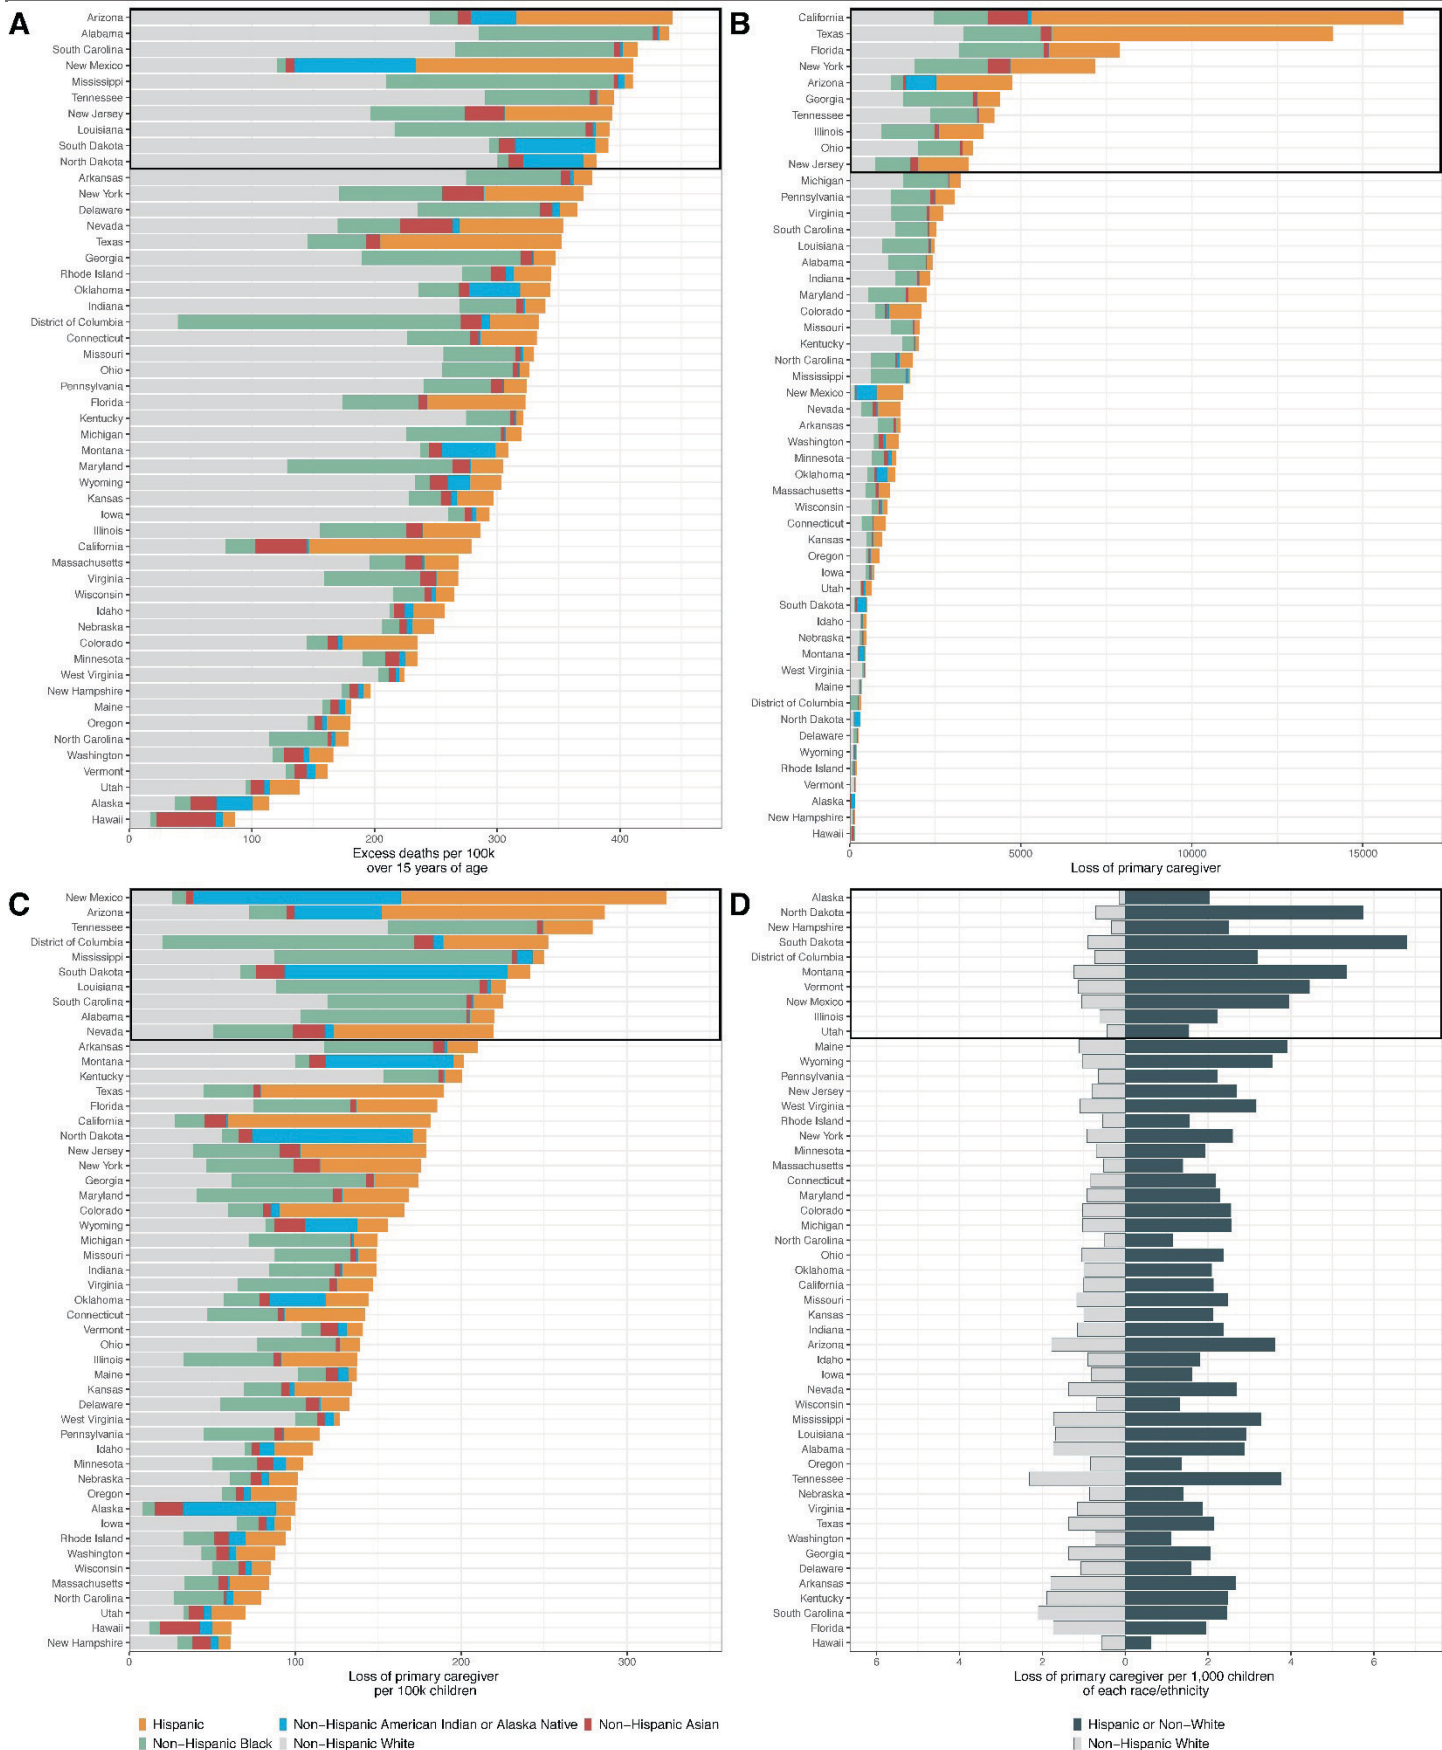 A
Arizona
Alabama
South Carolina
New Mexico
Mississippi
Tennessee
New Jersey
Louisiana
South Dakota
North Dakota
Arkansas
New York
Delaware
Nevada
Texas
Georgia
Rhode Island
Oklahoma
Indiana
District of Columbia
Connecticut
Missouri
Ohio
Pennsylvania
Florida
Kentucky
Michigan
Montana
Maryland
Wyoming
Kansas
Iowa
Illinois
California
Massachusetts
Virginia
Wisconsin
Idaho
Nebraska
Colorado
Minnesota
West Virginia
New Hampshire
Maine
Oregon
North Carolina
Washington
Vermont
Utah
Alaska
Hawaii
0 100 200 300 400
Excess deaths per 100k
over 15 years of age
B
California
Texas
Florida
New York
Arizona
Georgia
Tennessee
Illinois
Ohio
New Jersey
Michigan
Pennsylvania
Virginia
South Carolina
Louisiana
Alabama
Indiana
Maryland
Colorado
Missouri
Kentucky
North Carolina
Mississippi
New Mexico
Nevada
Arkansas
Washington
Minnesota
Oklahoma
Massachusetts
Wisconsin
Connecticut
Kansas
Oregon
Iowa
Utah
South Dakota
Idaho
Nebraska
Montana
West Virginia
Maine
District of Columbia
North Dakota
Delaware
Wyoming
Rhode Island
Vermont
Alaska
New Hampshire
Hawaii
0 5000 10000 15000
Loss of primary caregiver
C
New Mexico
Arizona
Tennessee
District of Columbia
Mississippi
South Dakota
Louisiana
South Carolina
Alabama
Nevada
Arkansas
Montana
Kentucky
Texas
Florida
California
North Dakota
New Jersey
New York
Georgia
Maryland
Colorado
Wyoming
Michigan
Missouri
Indiana
Virginia
Oklahoma
Connecticut
Vermont
Ohio
Illinois
Maine
Kansas
Delaware
West Virginia
Pennsylvania
Idaho
Minnesota
Nebraska
Oregon
Alaska
Iowa
Rhode Island
Washington
Wisconsin
Massachusetts
North Carolina
Utah
Hawaii
New Hampshire
0 100 200 300
Loss of primary caregiver
per 100k children
D
Alaska
North Dakota
New Hampshire
South Dakota
District of Columbia
Montana
Vermont
New Mexico
Illinois
Utah
Maine
Wyoming
Pennsylvania
New Jersey
West Virginia
Rhode Island
New York
Minnesota
Massachusetts
Connecticut
Maryland
Colorado
Michigan
North Carolina
Ohio
Oklahoma
California
Missouri
Kansas
Indiana
Arizona
Idaho
Iowa
Nevada
Wisconsin
Mississippi
Louisiana
Alabama
Oregon
Tennessee
Nebraska
Virginia
Texas
Washington
Georgia
Delaware
Arkansas
Kentucky
South Carolina
Florida
Hawaii
6 4 2 0 2 4 6
Loss of primary caregiver per 1,000 children
of each race/ethnicity
Hispanic Non-Hispanic American Indian or Alaska Native Non-Hispanic Asian
Non-Hispanic Black Non-Hispanic White
Hispanic or Non-White
Non-Hispanic White